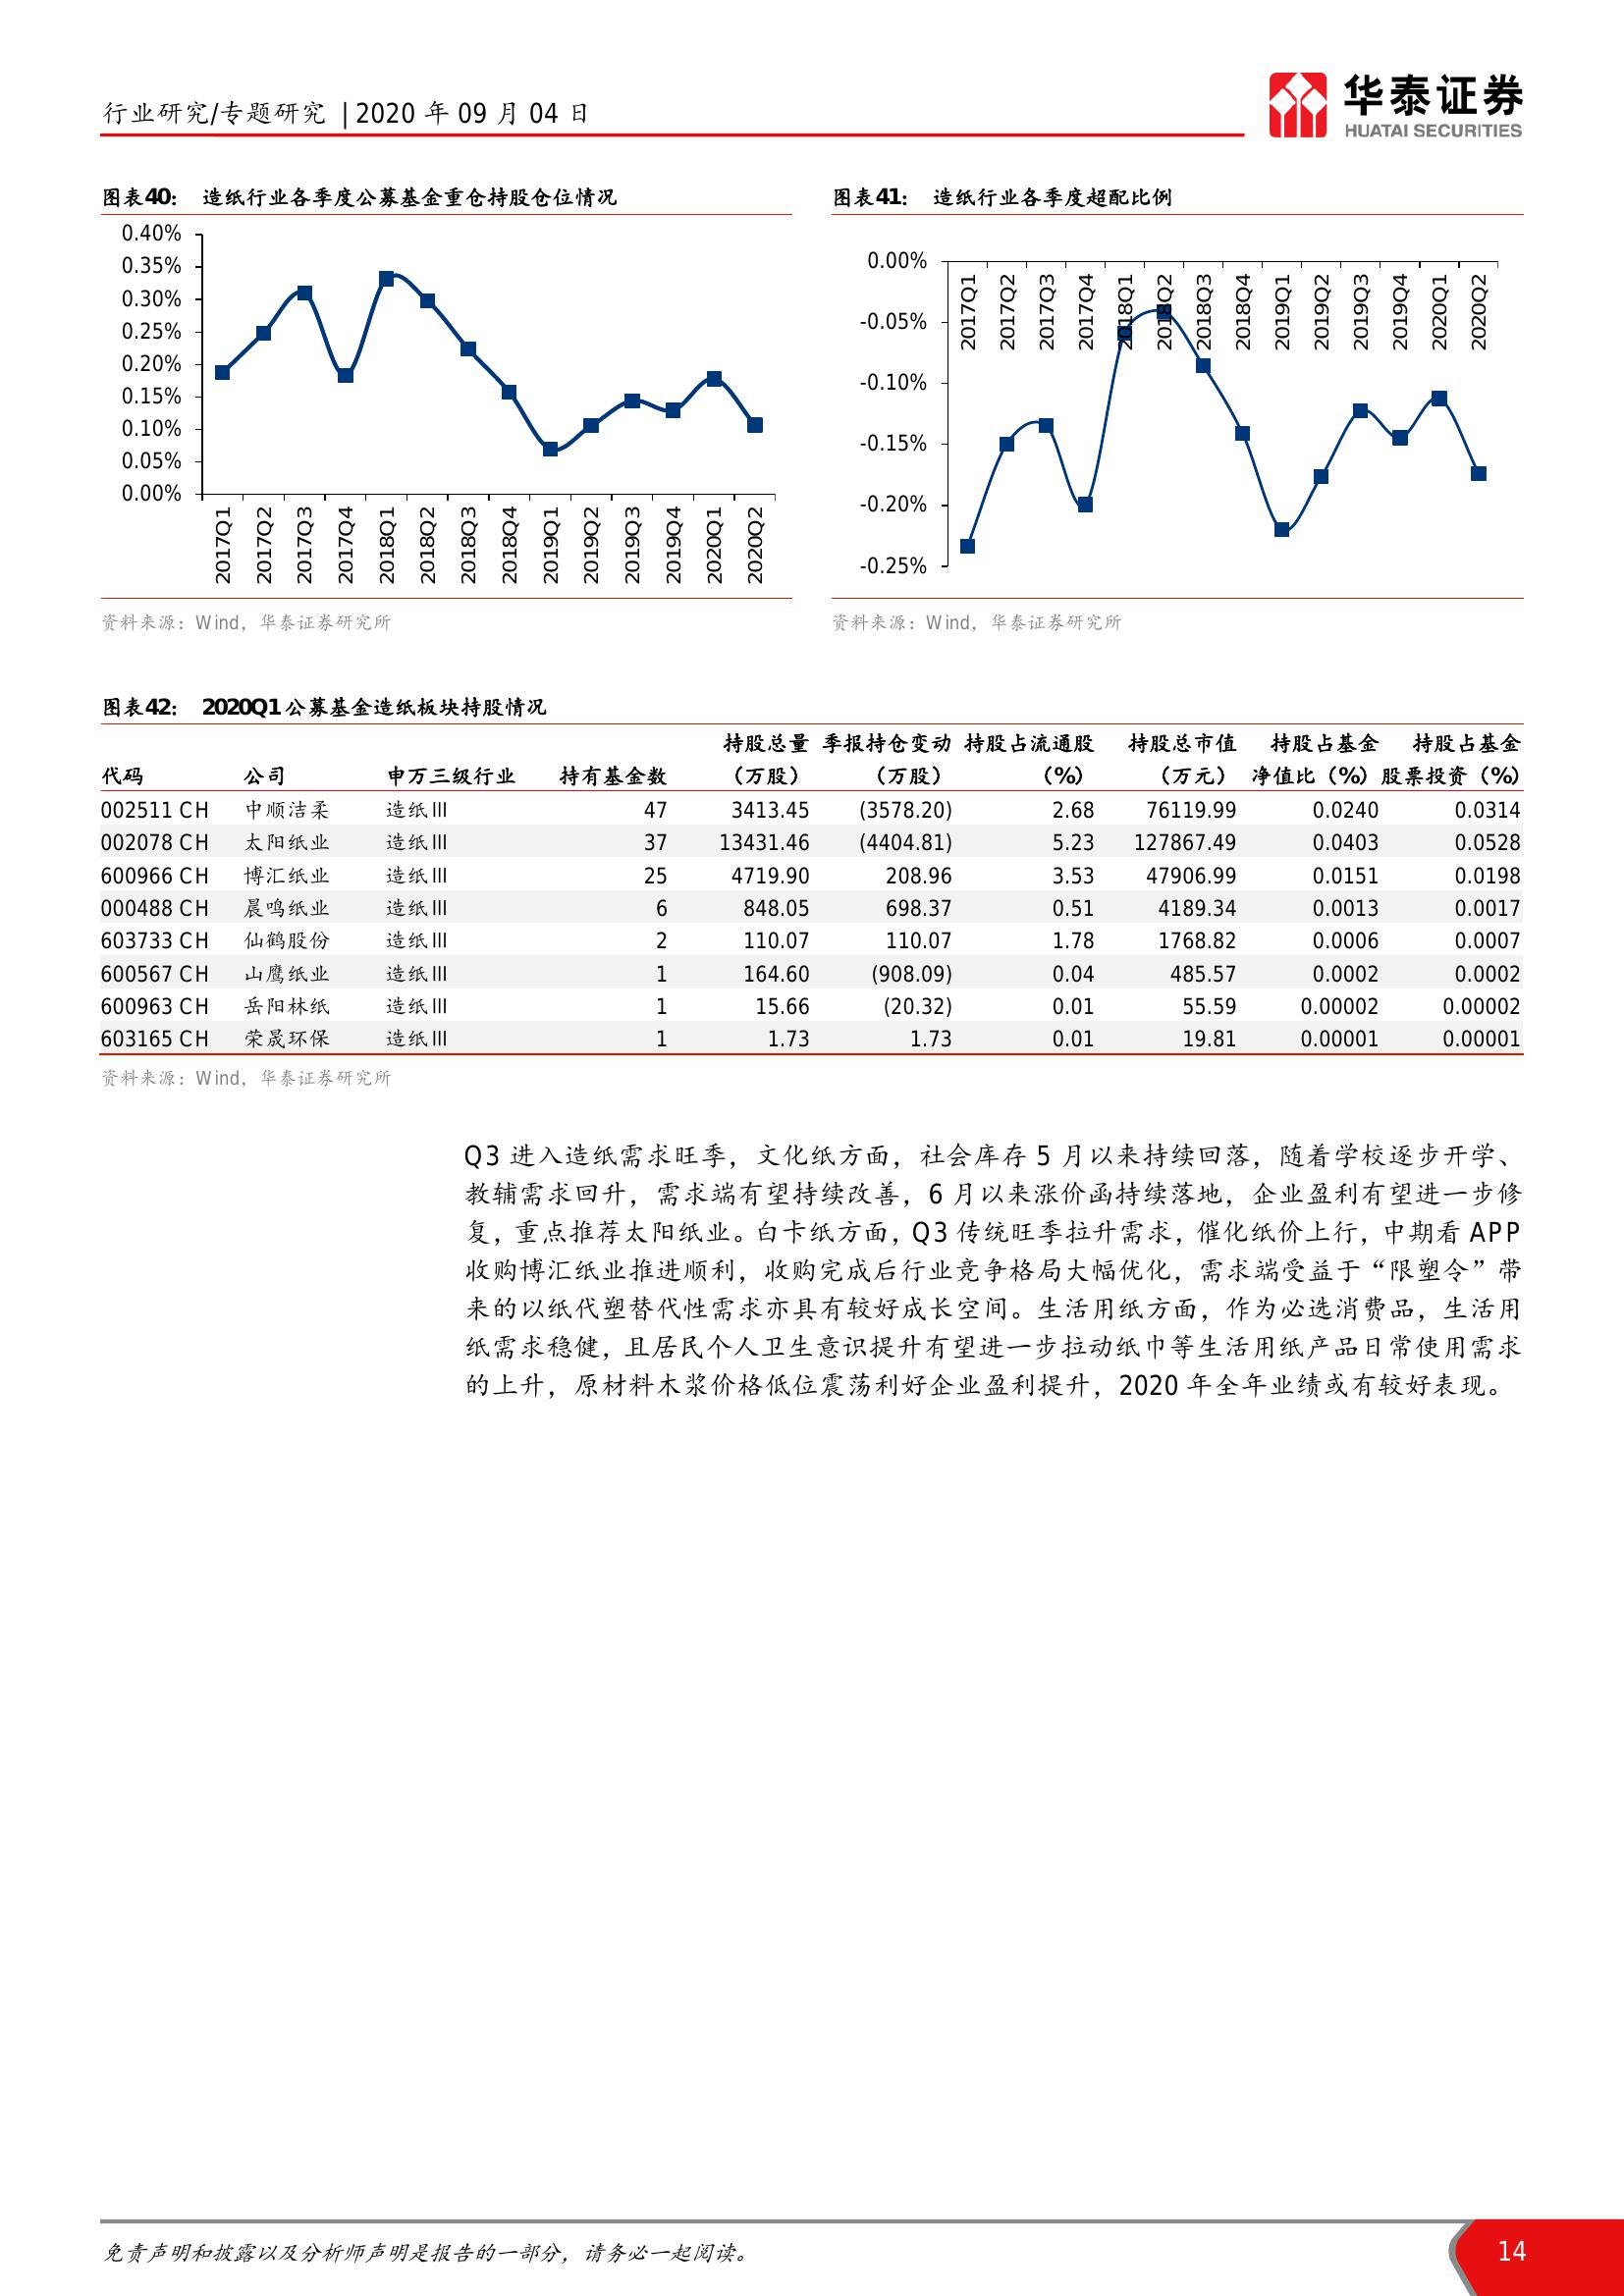 行业研究/专题研究 | 2020 年 09 月 04 日
华泰证券
HUATAI SECURITIES
图表40: 造纸行业各季度公募基金重仓持股仓位情况
0.40%
0.35%
0.30%
0.25%
0.20%
0.15%
0.10%
0.05%
0.00%
2017Q1 2017Q2 2017Q3 2017Q4 2018Q1 2018Q2 2018Q3 2018Q4 2019Q1 2019Q2 2019Q3 2019Q4 2020Q1 2020Q2
资料来源：Wind，华泰证券研究所
图表41: 造纸行业各季度超配比例
0.00%
-0.05%
-0.10%
-0.15%
-0.20%
-0.25%
2017Q1 2017Q2 2017Q3 2017Q4 2018Q1 2018Q2 2018Q3 2018Q4 2019Q1 2019Q2 2019Q3 2019Q4 2020Q1 2020Q2
资料来源：Wind，华泰证券研究所
图表42: 2020Q1 公募基金造纸板块持股情况
持股总量 季报持仓变动 持股占流通股 持股总市值 持股占基金 持股占基金
代码 公司 申万三级行业 持有基金数 （万股） （万股） （%） （万元） 净值比（%） 股票投资（%）
002511 CH 中顺洁柔 造纸III 47 3413.45 (3578.20) 2.68 76119.99 0.0240 0.0314
002078 CH 太阳纸业 造纸III 37 13431.46 (4404.81) 5.23 127867.49 0.0403 0.0528
600966 CH 博汇纸业 造纸III 25 4719.90 208.96 3.53 47906.99 0.0151 0.0198
000488 CH 晨鸣纸业 造纸III 6 848.05 698.37 0.51 4189.34 0.0013 0.0017
603733 CH 仙鹤股份 造纸III 2 110.07 110.07 1.78 1768.82 0.0006 0.0007
600567 CH 山鹰纸业 造纸III 1 164.60 (908.09) 0.04 485.57 0.0002 0.0002
600963 CH 岳阳林纸 造纸III 1 15.66 (20.32) 0.01 55.59 0.00002 0.00002
603165 CH 荣晟环保 造纸III 1 1.73 1.73 0.01 19.81 0.00001 0.00001
资料来源：Wind，华泰证券研究所
Q3 进入造纸需求旺季，文化纸方面，社会库存 5 月以来持续回落，随着学校逐步开学、
教辅需求回升，需求端有望持续改善，6 月以来涨价函持续落地，企业盈利有望进一步修
复，重点推荐太阳纸业。白卡纸方面，Q3 传统旺季拉升需求，催化纸价上行，中期看 APP
收购博汇纸业推进顺利，收购完成后行业竞争格局大幅优化，需求端受益于“限塑令”带
来的以纸代塑替代性需求亦具有较好成长空间。生活用纸方面，作为必选消费品，生活用
纸需求稳健，且居民个人卫生意识提升有望进一步拉动纸巾等生活用纸产品日常使用需求
的上升，原材料木浆价格低位震荡利好企业盈利提升，2020 年全年业绩或有较好表现。
免责声明和披露以及分析师声明是报告的一部分，请务必一起阅读。
14